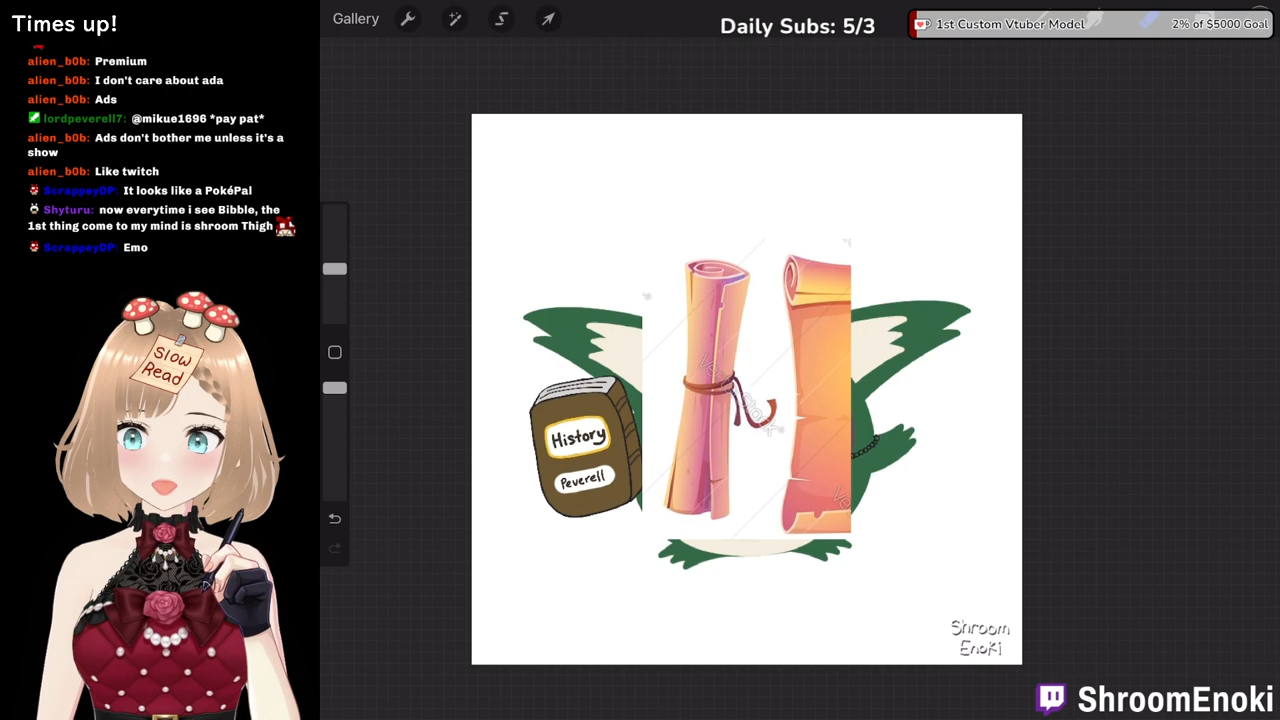 Times up!
Gallery
Daily Subs: 5/3
1st Custom Vtuber Model
2% of $5000 Goal
alien_b0b: Premium
alien_b0b: I don't care about ada
alien_b0b: Ads
lordpeverell7: @mikue1696 *pay pat*
alien_b0b: Ads don't bother me unless it's a
show
alien_b0b: Like twitch
ScrappeyDP: It looks like a PokéPal
Shyturu: now everytime i see Bibble, the
1st thing come to my mind is shroom Thigh
ScrappeyDP: Emo
Slow
Read
History
Peverell
Shroom
Enoki
ShroomEnoki